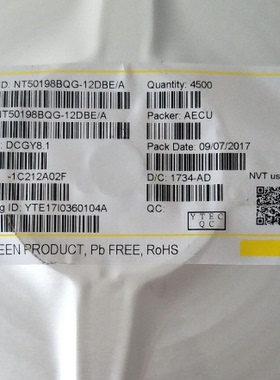 D: NT50198BQG-12DBE/A Quantity: 4500
NT50198BQG-12DBE/A Packer: AECU
: DCGY8.1 Pack Date: 09/07/2017
-1C212A02F D/C: 1734-AD NVT us
g ID: YTE17I0360104A QC: YTEC
QC
EEN PRODUCT, Pb FREE, RoHS